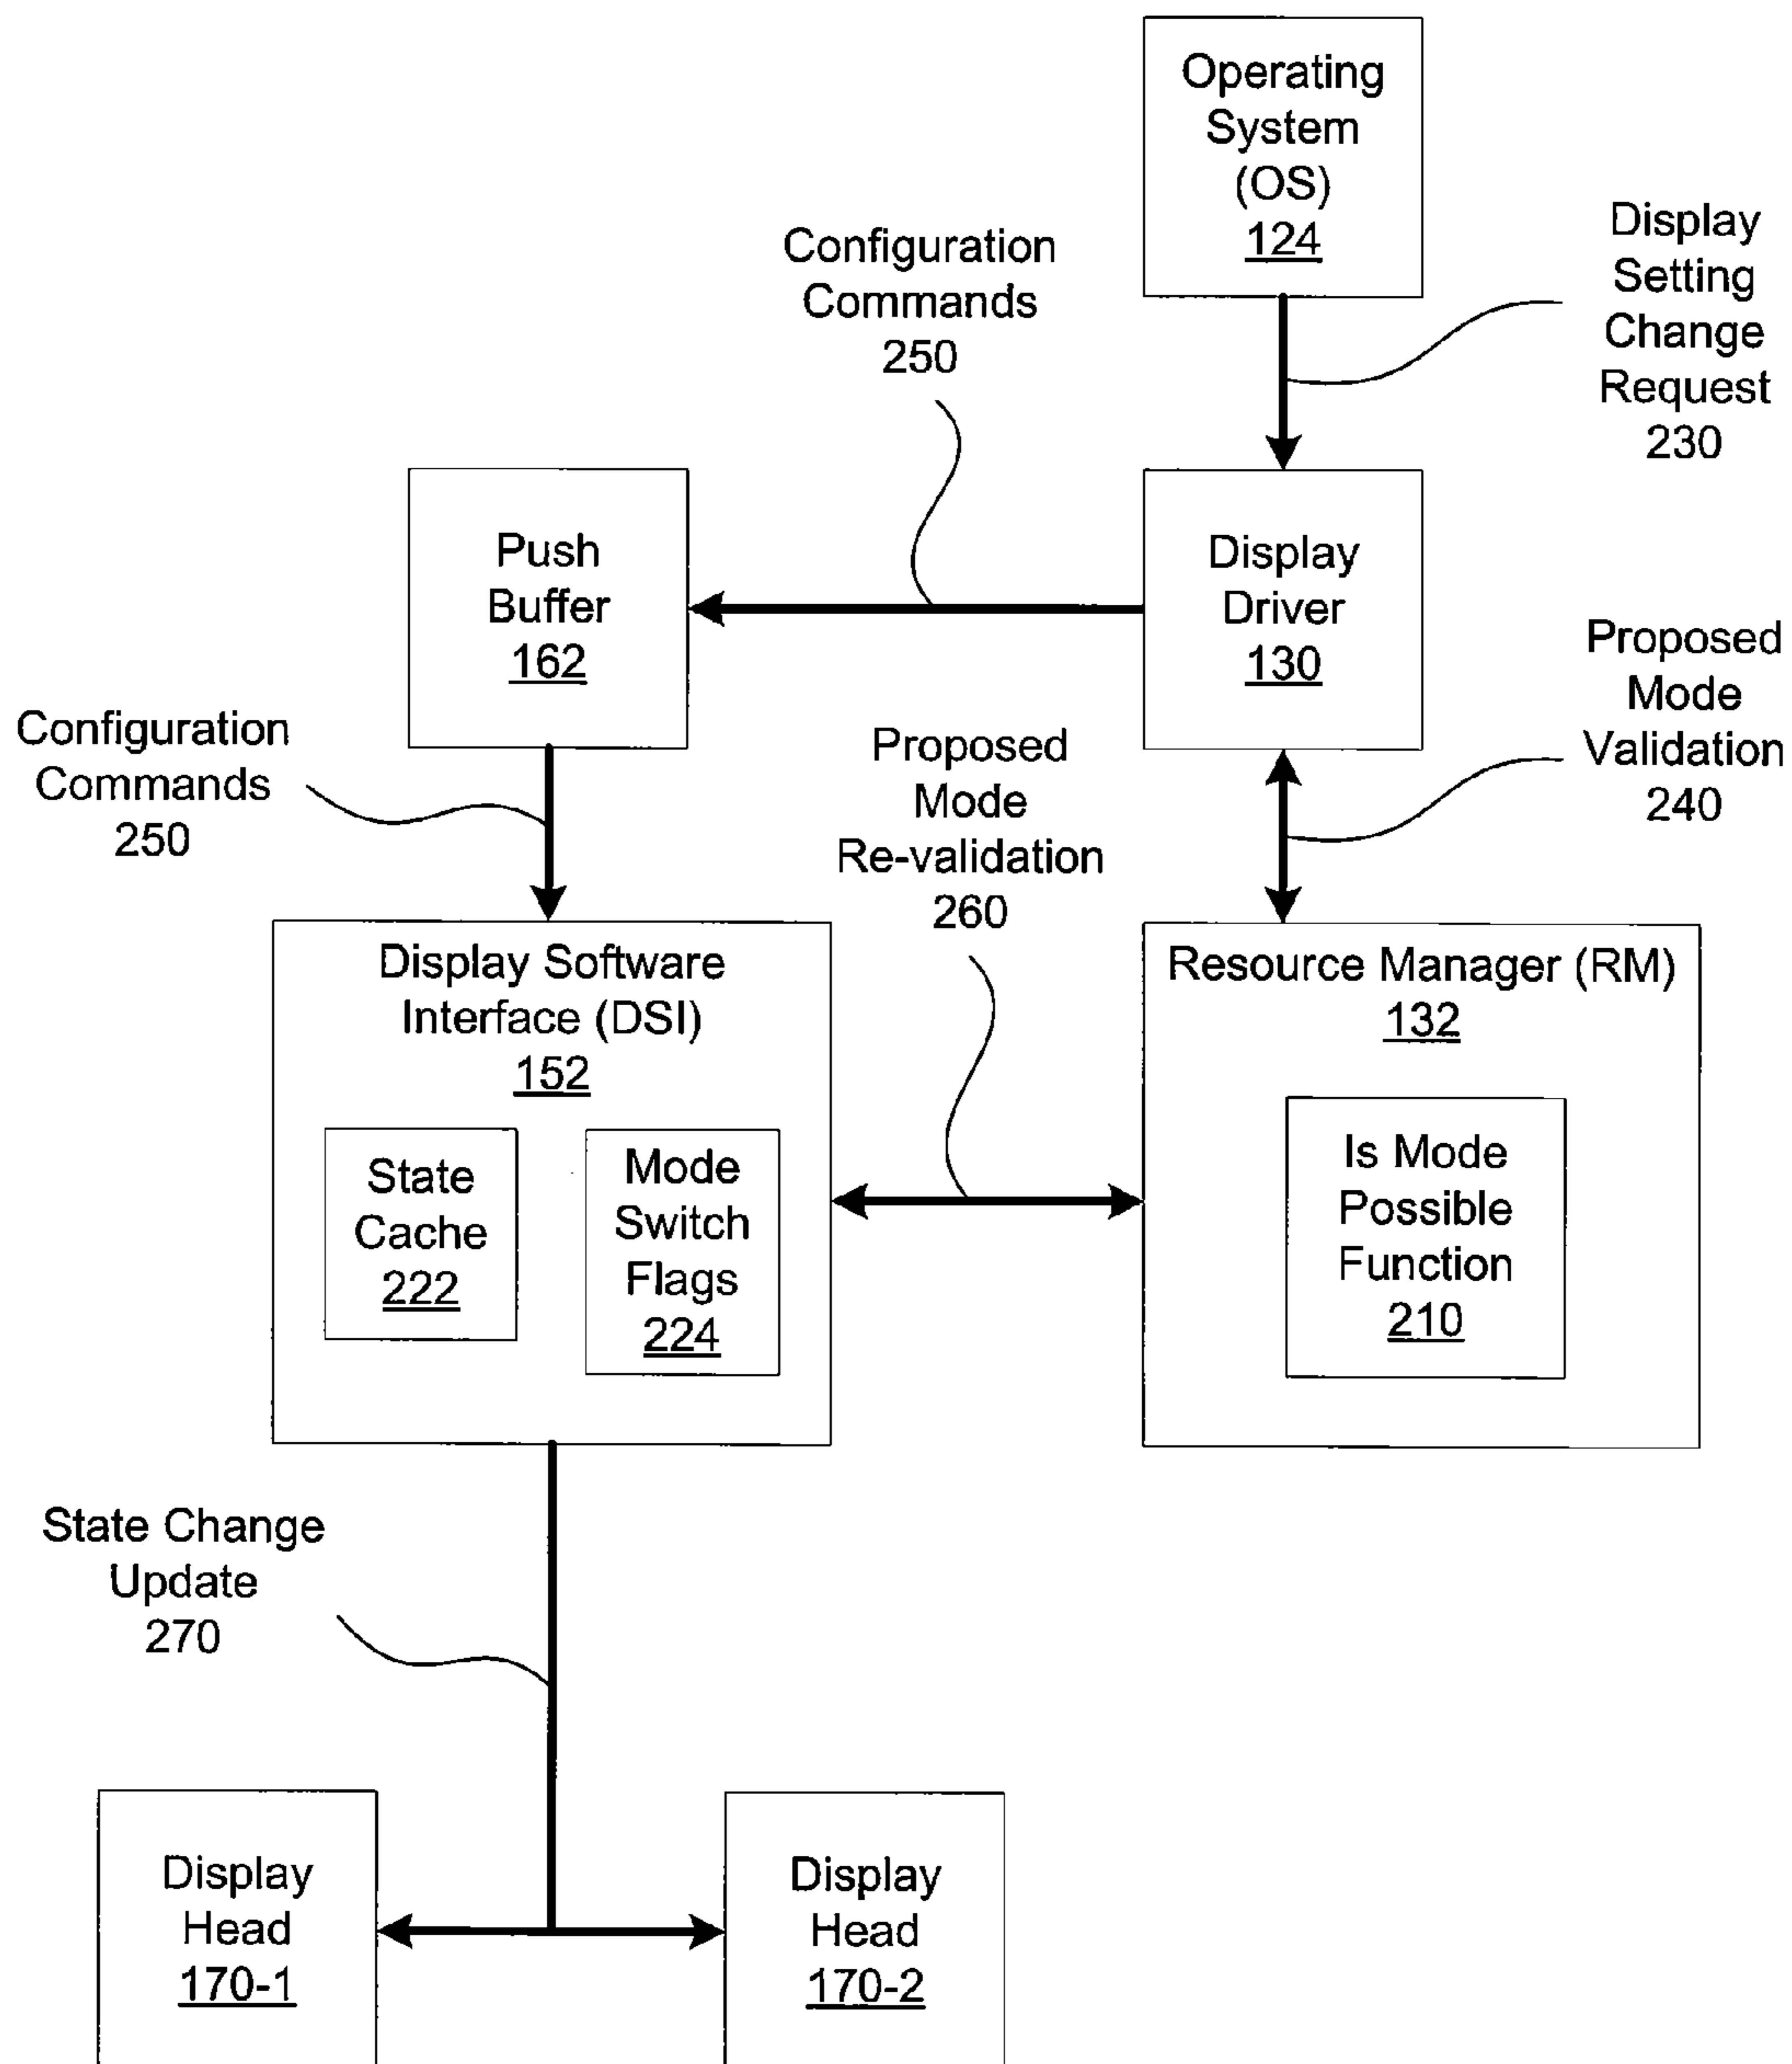 Operating
System
(OS)
124
Display
Setting
Change
Request
230
Configuration
Commands
250
Push
Buffer
162
Display
Driver
130
Proposed
Mode
Validation
240
Configuration
Commands
250
Proposed
Mode
Re-validation
260
Display Software
Interface (DSI)
152
State
Cache
222
Mode
Switch
Flags
224
Resource Manager (RM)
132
Is Mode
Possible
Function
210
State Change
Update
270
Display
Head
170-1
Display
Head
170-2